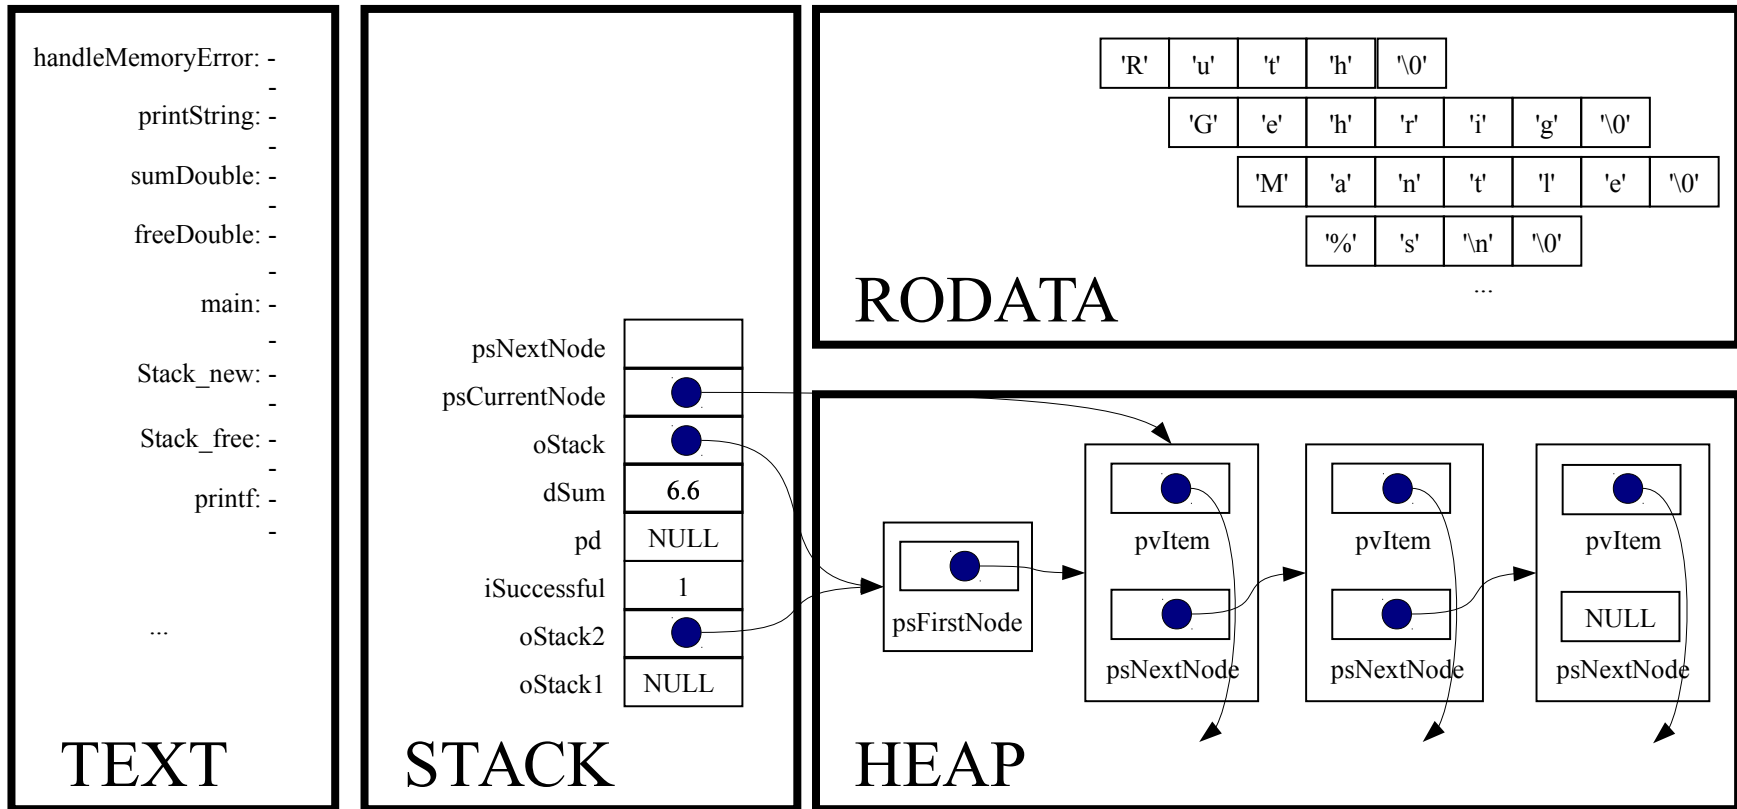 handleMemoryError: -
-
printString: -
-
sumDouble: -
-
freeDouble: -
-
main: -
-
Stack_new: -
-
Stack_free: -
-
printf: -
-
...
TEXT
psNextNode
psCurrentNode
oStack
dSum 6.6
pd NULL
iSuccessful 1
oStack2
oStack1 NULL
STACK
'R' 'u' 't' 'h' '\0'
'G' 'e' 'h' 'r' 'i' 'g' '\0'
'M' 'a' 'n' 't' 'l' 'e' '\0'
'%' 's' '\n' '\0'
...
RODATA
psFirstNode
pvItem
psNextNode
pvItem
psNextNode
pvItem
NULL
psNextNode
HEAP